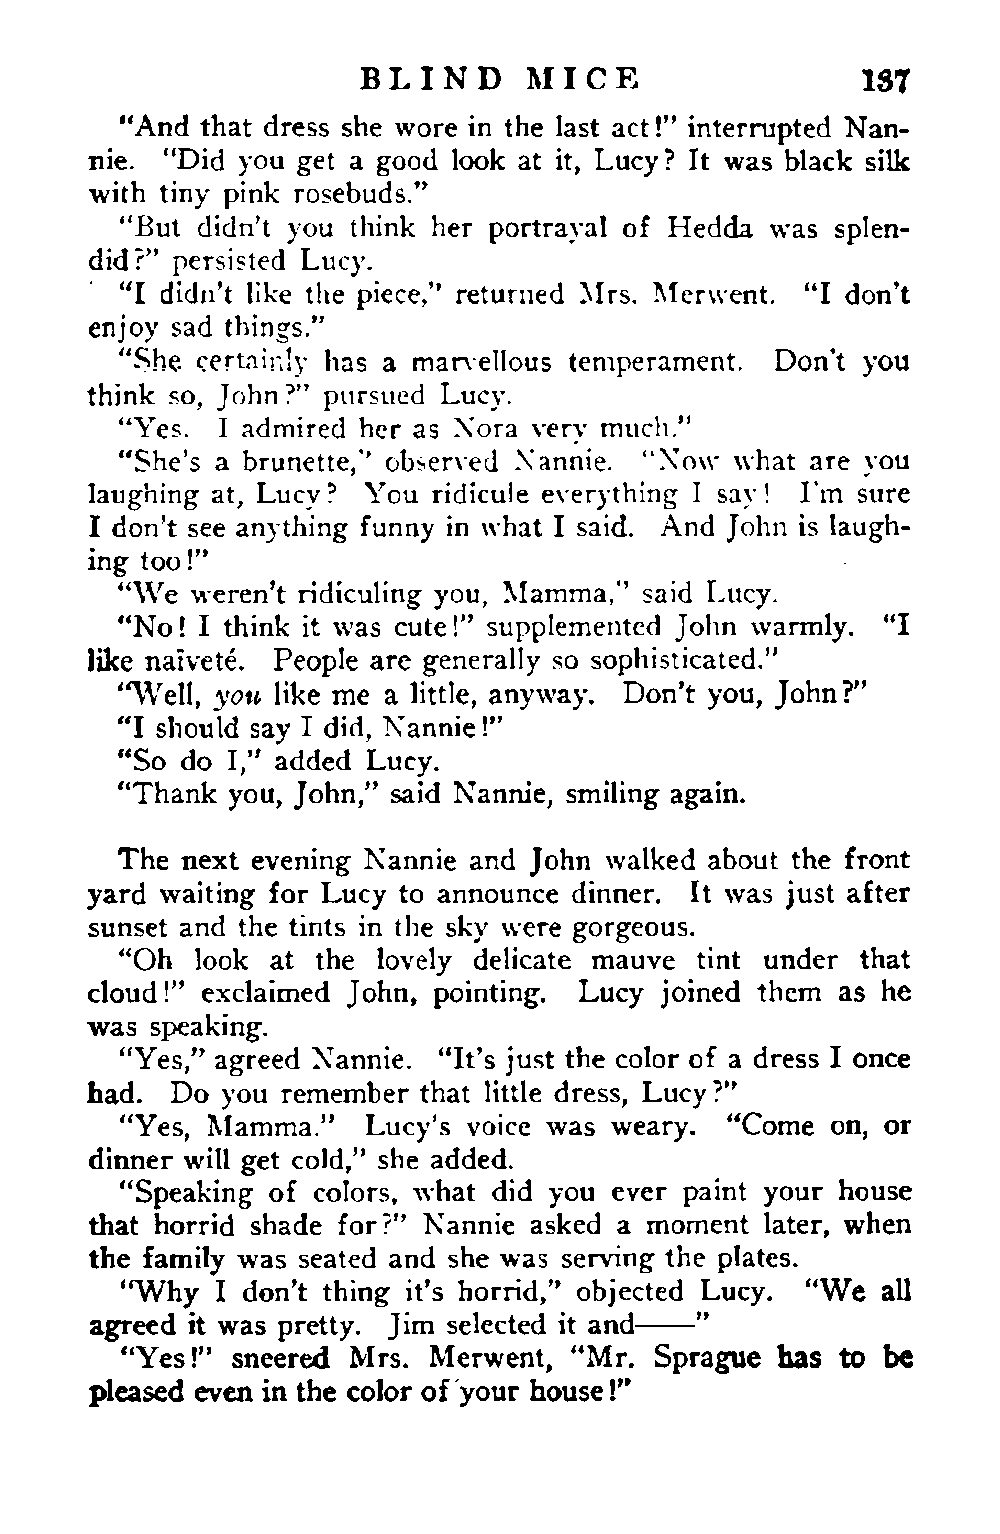 BLIND MICE 137
“And that dress she wore in the last act!” interrupted Nan-
nie. “Did you get a good look at it, Lucy? It was black silk
with tiny pink rosebuds.”
“But didn’t you think her portrayal of Hedda was splen-
did?” persisted Lucy.
“I didn’t like the piece,” returned Mrs. Merwent. “I don’t
enjoy sad things.”
“She certainly has a marvellous temperament. Don’t you
think so, John?” pursued Lucy.
“Yes. I admired her as Nora very much.”
“She’s a brunette,” observed Nannie. “Now what are you
laughing at, Lucy? You ridicule everything I say! I’m sure
I don’t see anything funny in what I said. And John is laugh-
ing too!”
“We weren’t ridiculing you, Mamma,” said Lucy.
“No! I think it was cute!” supplemented John warmly. “I
like naïveté. People are generally so sophisticated.”
“Well, you like me a little, anyway. Don’t you, John?”
“I should say I did, Nannie!”
“So do I,” added Lucy.
“Thank you, John,” said Nannie, smiling again.
The next evening Nannie and John walked about the front
yard waiting for Lucy to announce dinner. It was just after
sunset and the tints in the sky were gorgeous.
“Oh look at the lovely delicate mauve tint under that
cloud!” exclaimed John, pointing. Lucy joined them as he
was speaking.
“Yes,” agreed Nannie. “It’s just the color of a dress I once
had. Do you remember that little dress, Lucy?”
“Yes, Mamma.” Lucy’s voice was weary. “Come on, or
dinner will get cold,” she added.
“Speaking of colors, what did you ever paint your house
that horrid shade for?” Nannie asked a moment later, when
the family was seated and she was serving the plates.
“Why I don’t thing it’s horrid,” objected Lucy. “We all
agreed it was pretty. Jim selected it and——”
“Yes!” sneered Mrs. Merwent, “Mr. Sprague has to be
pleased even in the color of your house!”